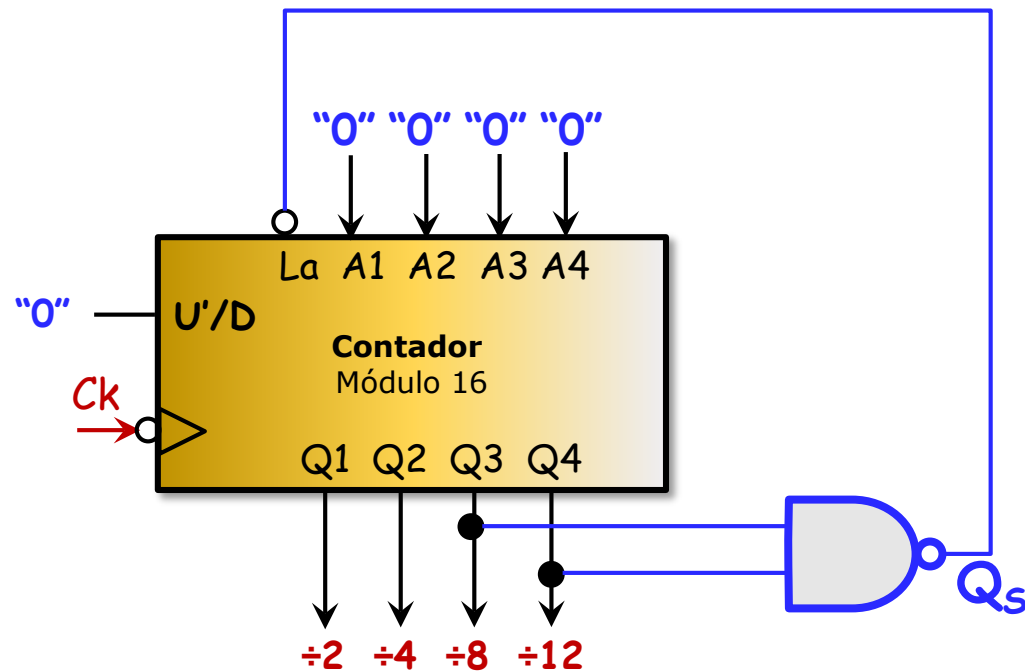 “0” “0” “0” “0”
La A1 A2 A3 A4
“0” U'/D
Contador
Módulo 16
Ck
Q1 Q2 Q3 Q4
Qs
÷2 ÷4 ÷8 ÷12